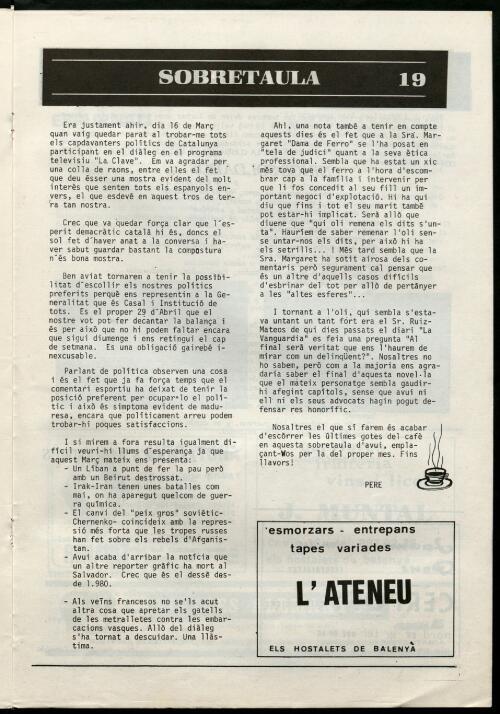 SOBRETAULA 19
Era justament ahir, dia 16 de Març
quan vaig quedar parat al trobar-me tots
els capdavanters polítics de Catalunya
participant en el diàleg en el programa
televisiu "La Clave". Em va agradar per
una colla de raons, entre elles el fet
que deu ésser una mostra evident del molt
interès que senten tots els espanyols en-
vers, el que esdevé en aquest tros de ter-
ra tan nostra.
Crec que va quedar força clar que l'es-
perit demacràtic català hi és, doncs el
sol fet d'haver anat a la conversa i ha-
ver sabut guardar bastant la compostura
n'és bona mostra.
Ben aviat tornarem a tenir la possibi-
litat d'escollir els nostres polítics
preferits perquè ens representin a la Ge-
neralitat que és Casal i Institució de
tots. Es el proper 29 d'Abril que el
nostre vot pot fer decantar la balança i
és per això que no hi podem faltar encara
que sigui diumenge i ens retingui el cap
de setmana. Es una obligació gairebé i-
nexcusable.
Parlant de política observem una cosa
i és el fet que ja fa força temps que el
comentari esportiu ha deixat de tenir la
posició preferent per ocupar-lo el polí-
tic i això és símptoma evident de madu-
resa, encara que políticament arreu podem
trobar-hi poques satisfaccions.
I si mirem a fora resulta igualment di-
fícil veuri-hi llums d'esperança ja que
aquest Març mateix ens presenta:
- Un Líban a punt de fer la pau però
amb un Beirut destrossat.
- Irak-Iran tenen unes batalles com
mai, on ha aparegut quelcom de guer-
ra química.
- El canvi del "peix gros" soviètic-
Chernenko- coincideix amb la repres-
sió més forta que les tropes russes
han fet sobre els rebels d'Afganis-
tan.
- Avui acaba d'arribar la notícia que
un altre reporter gràfic ha mort al
Salvador. Crec que és el dessè des-
de 1.980.
- Als veïns francesos no se'ls acut
altra cosa que apretar els gatells
de les metralletes contra les embar-
cacions vasques. Allò del diàleg
s'ha tornat a descuidar. Una llàs-
tima.
Ahl, una nota també a tenir en compte
aquests dies és el fet que a la Sra. Mar-
garet "Dama de Ferro" se l'ha posat en
"tela de judici" quant a la seva ètica
professional. Sembla que ha estat un xic
més tova que el ferro a l'hora d'escom-
brar cap a la família i intervenir per
que li fos concedit al seu fill un im-
portant negoci d'explotació. Hi ha qui
diu que fins i tot el seu marit també
pot estar-hi implicat. Serà allò que
diuene que "qui oli remena els dits s'un-
ta". Hauríem de saber remenar l'oli sen-
se untar-nos els dits, per això hi ha
els setrills... i Més tard sembla que la
Sra. Margaret ha sotit airosa dels co-
mentaris però segurament cal pensar que
és un altre d'aquells casos difícils
d'esbrinar del tot per allò de pertànyer
a les "altes esferes"...
I tornant a l'oli, qui sembla s'esta-
va untant un tant fort era el Sr. Ruiz-
Mateos de qui dies passats el diari "La
Vanguardia" es feia una pregunta "Al
final serà veritat que ens l'haurem de
mirar com un delinqüent?". Nosaltres no
ho sabem, però com a la majoria ens agra-
daria saber el final d'aquesta novel·la
que el mateix personatge sembla gaudir-
hi afegint capítols, sense que avui ni
ell ni els seus advocats hagin pogut de-
fensar res honorífic.
Nosaltres el que sí farem és acabar
d'escòrrer les últimes gotes del cafè
en aquesta sobretaula d'avui, empla-
çant-Wos per la del proper mes. Fins
llavors!
PERE
esmorzars - entrepans
tapes variades
L'ATENEU
ELS HOSTALETS DE BALENYÀ